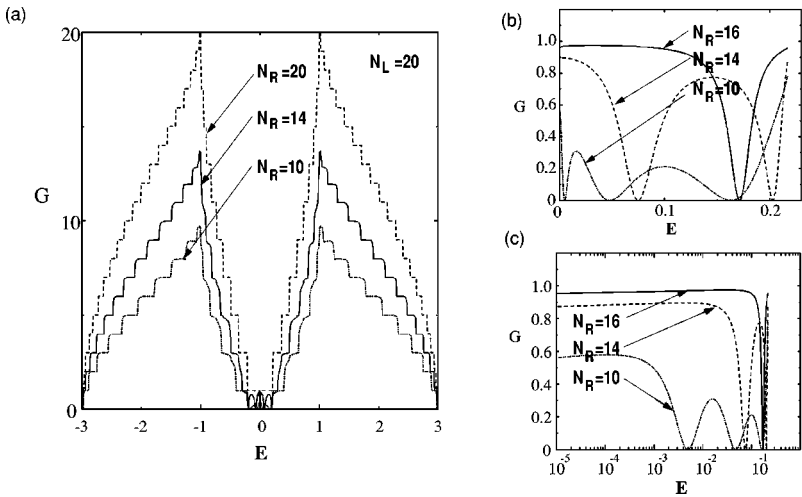 (a)
20
10
0
G
N_L=20
N_R=20
N_R=14
N_R=10
-3 -2 -1 0 1 2 3
E
(b)
1.0
0.8
0.6
0.4
0.2
0
G
N_R=16
N_R=14
N_R=10
0 0.1 0.2
E
(c)
1.0
0.8
0.6
0.4
0.2
0
G
N_R=16
N_R=14
N_R=10
10^-5 10^-4 10^-3 10^-2 10^-1
E